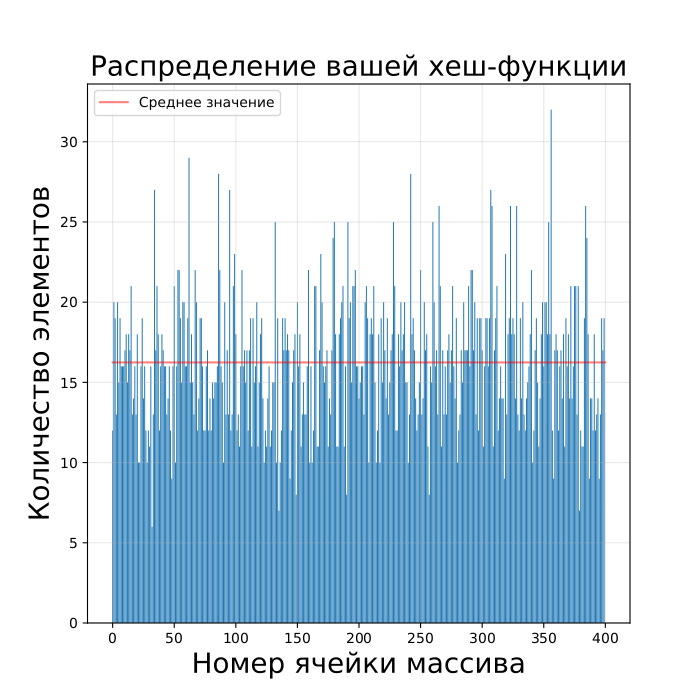 Распределение вашей хеш-функции
Среднее значение
30
25
20
15
10
5
0
Количество элементов
0 50 100 150 200 250 300 350 400
Номер ячейки массива